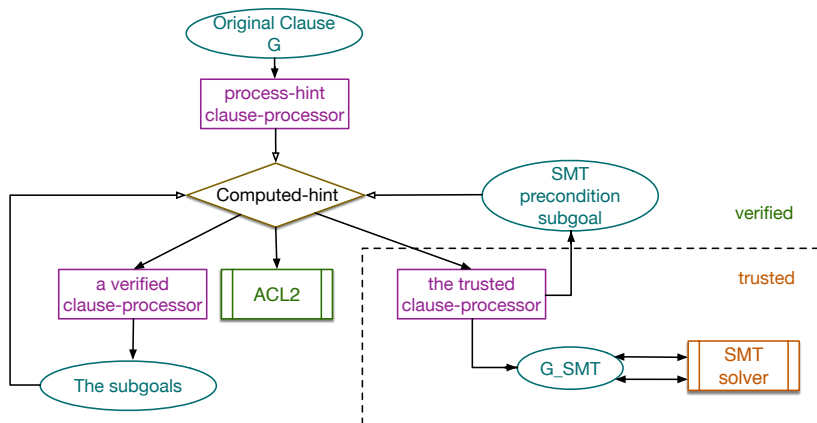 Original Clause
G
process-hint
clause-processor
Computed-hint
SMT
precondition
subgoal
verified
trusted
a verified
clause-processor
ACL2
the trusted
clause-processor
The subgoals
G_SMT
SMT
solver